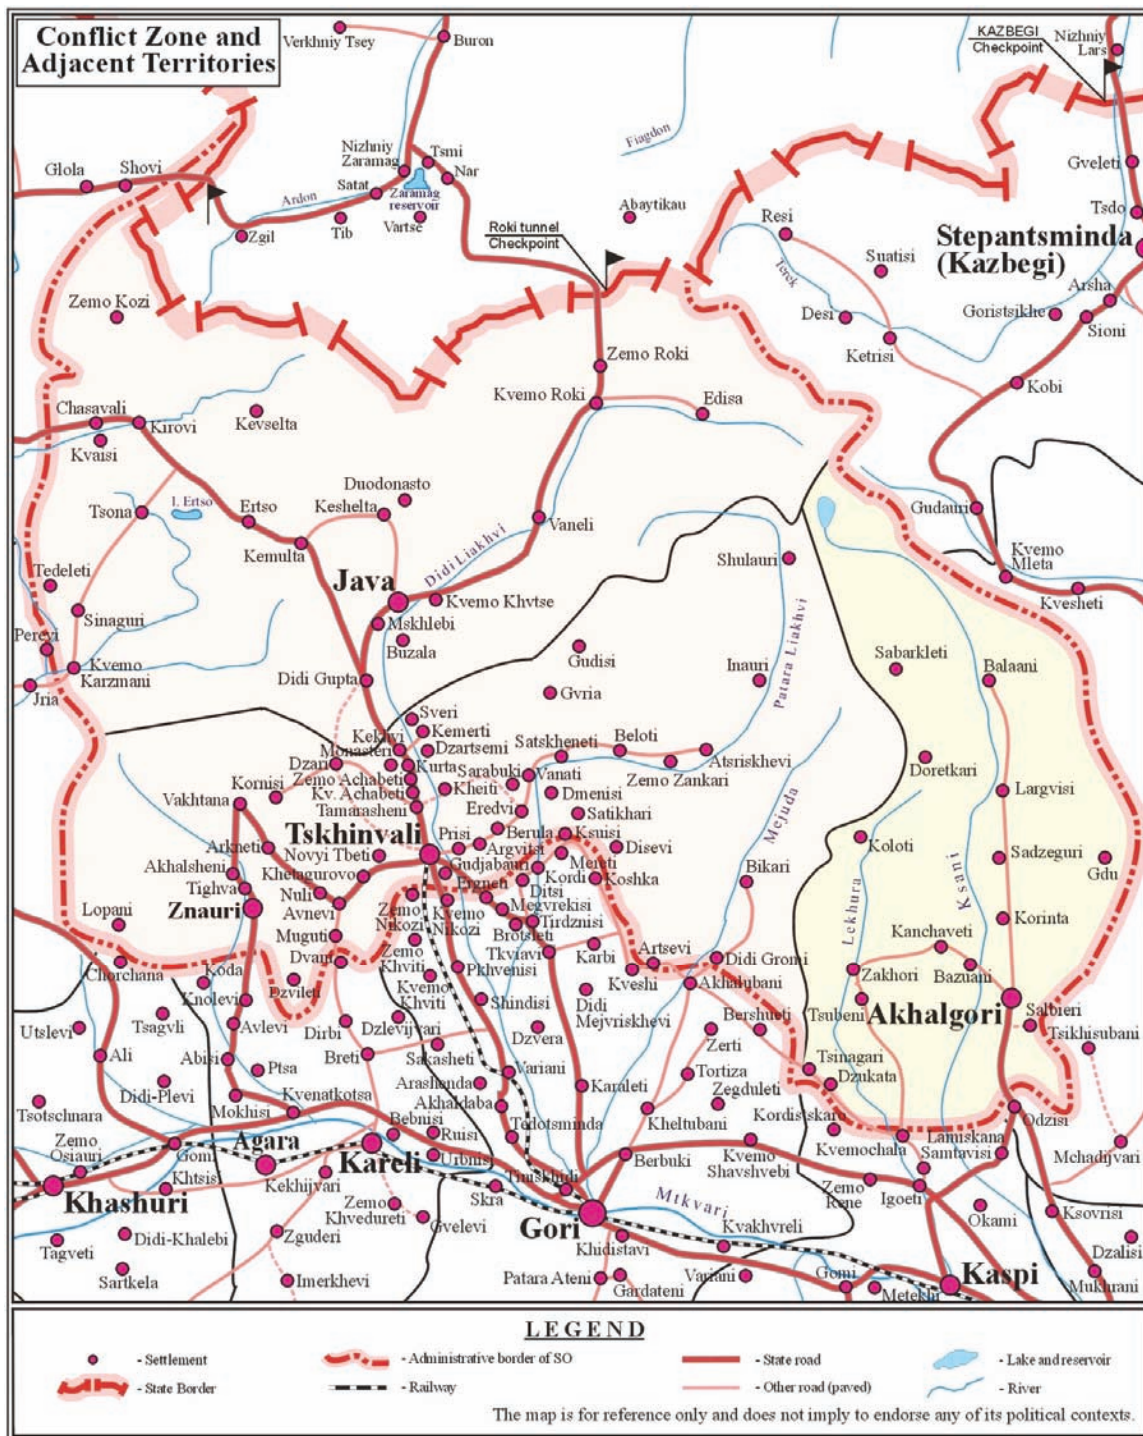 Conflict Zone and
Adjacent Territories
Verkhniy Tsey
Buron
KAZBEGI
Checkpoint
Nizhniy
Lars
Fiagdon
Glola
Shovi
Nizhniy
Zaramag
Tsmi
Nar
Satat
Zaramag
reservoir
Ardon
Zgil
Tib
Vartse
Abaytikau
Roki tunnel
Checkpoint
Gveleti
Tsdo
Resi
Suatisi
Stepantsminda
(Kazbegi)
Terek
Arsha
Zemo Kozi
Desi
Goristsikhe
Sioni
Ketrisi
Zemo Roki
Kobi
Kvemo Roki
Edisa
Chasavali
Kirovi
Kevselta
Kvaisi
Duodonasto
Keshelta
Tsona
l. Ertso
Ertso
Vaneli
Gudauri
Kemulta
Didi Liakhvi
Kvemo
Mleta
Shulauri
Tedeleti
Java
Kvemo Khvtse
Kvesheti
Sinaguri
Mskhlebi
Buzala
Patara Liakhvi
Perevi
Gudisi
Kvemo
Karzmani
Didi Gupta
Inauri
Sabarkleti
Balaani
Jria
Gvria
Sveri
Kemerti
Kekhvi
Monasteri
Dzartsemi
Satskheneti
Beloti
Dzari
Kurta
Atsriskhevi
Doretkari
Zemo Achabeti
Sarabuki
Vanati
Zemo Zankari
Kornisi
Kv. Achabeti
Kheiti
Dmenisi
Largvisi
Vakhtana
Tamarasheni
Eredvi
Satikhari
Mejuda
Tskhinvali
Prisi
Berula
Ksuisi
Arkneti
Novyi Tbeti
Argvitsi
Disevi
Koloti
Sadzeguri
Akhalsheni
Khetagurovo
Gudjabauri
Mereti
Bikari
Gdu
Tighva
Nuli
Ergneti
Kordi
Koshka
Ksani
Znauri
Avnevi
Zemo
Nikozi
Ditsi
Megvrekisi
Lopani
Kvemo
Nikozi
Tirdznisi
Lekhura
Korinta
Muguti
Brotsleti
Kanchaveti
Zemo
Khviti
Tkviavi
Karbi
Artsevi
Chorchana
Koda
Dvani
Pkhvenisi
Kveshi
Didi Gromi
Zakhori
Bazuani
Knolevi
Dzvileti
Kvemo
Khviti
Didi
Mejvriskhevi
Akhalubani
Tsagvli
Shindisi
Tsubeni
Akhalgori
Utslevi
Avlevi
Dirbi
Dzlevijvari
Dzvera
Bershueti
Salbieri
Ali
Abisi
Breti
Sakasheti
Zerti
Tsikhisubani
Ptsa
Variani
Tsinagari
Didi-Plevi
Arashenda
Karaleti
Tortiza
Dzukata
Mokhisi
Kvenatkotsa
Akhaldaba
Zegduleti
Tsotschnara
Bebnisi
Tedotsminda
Kheltubani
Kordistskaro
Odzisi
Zemo
Osiauri
Agara
Ruisi
Lamiskana
Gomi
Kareli
Urbnisi
Berbuki
Kvemo
Shavshvebi
Kvemochala
Samtavisi
Mchadijvari
Khashuri
Khtsisi
Kekhijvari
Skra
Tiniskhidi
Zemo
Rene
Igoeti
Zemo
Khvedureti
Gori
Mtkvari
Okami
Ksovrisi
Tagveti
Didi-Khalebi
Zguderi
Gvelevi
Khidistavi
Kvakhvreli
Dzalisi
Sartkela
Imerkhevi
Patara Ateni
Gardateni
Variani
Gomi
Metekhi
Kaspi
Mukhrani
LEGEND
- Settlement
- Administrative border of SO
- State road
- Lake and reservoir
- State Border
- Railway
- Other road (paved)
- River
The map is for reference only and does not imply to endorse any of its political contexts.